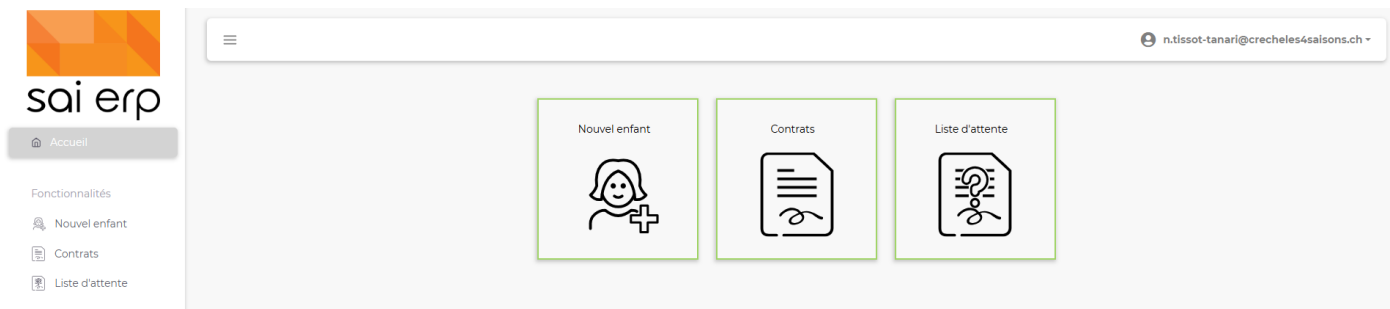 sai erp
Accueil
Fonctionnalités
Nouvel enfant
Contrats
Liste d'attente
n.tissot-tanari@crecheles4saisons.ch
Nouvel enfant
Contrats
Liste d'attente